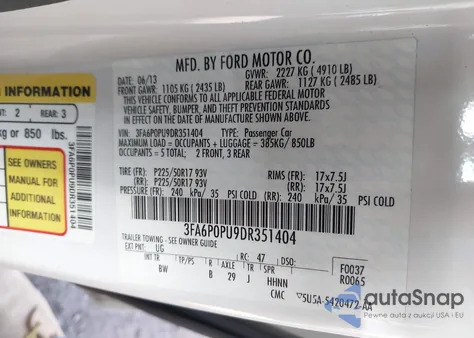 MFD. BY FORD MOTOR CO.
DATE: 06/13 GVWR: 2227 KG ( 4910 LB)
FRONT GAWR: 1105 KG ( 2435 LB) REAR GAWR: 1127 KG ( 2485 LB)
THIS VEHICLE CONFORMS TO ALL APPLICABLE FEDERAL MOTOR
VEHICLE SAFETY, BUMPER, AND THEFT PREVENTION STANDARDS
IN EFFECT ON THE DATE OF MANUFACTURE SHOWN ABOVE.
VIN: 3FA6P0PU9DR351404 TYPE: Passenger Car
MAXIMUM LOAD = OCCUPANTS + LUGGAGE = 385KG/ 850LB
OCCUPANTS = 5 TOTAL: 2 FRONT, 3 REAR
TIRE (FR): P225/50R17 93V RIMS (FR): 17x7.5J
(RR): P225/50R17 93V (RR): 17x7.5J
PRESSURE (FR): 240 kPa/ 35 PSI COLD (RR): 240 kPa/ 35 PSI COLD
3FA6P0PU9DR351404
TRAILER TOWING - SEE OWNER GUIDE
EXT PNT: UG RC: 47 DSO: F0037
INT TR TP/PS R AXLE TR SPR R0065
BW B 29 J HHNN
CMC 5U5A-S420472-AA
G INFORMATION
NT 2 REAR: 3
kg or 850 lbs.
SEE OWNERS
MANUAL FOR
ADDITIONAL
INFORMATION
3FA6P0PU9DR351404
autaSnap
Pewne auta z aukcji USA i EU